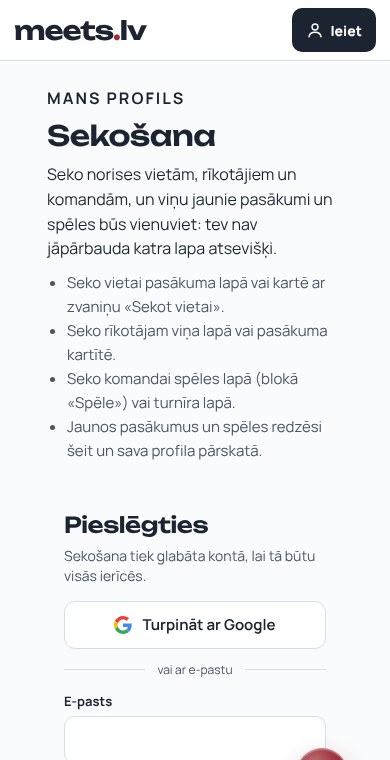 meets.lv
Ieiet
MANS PROFILS
Sekošana
Seko norises vietām, rīkotājiem un
komandām, un viņu jaunie pasākumi un
spēles būs vienuviet: tev nav
jāpārbauda katra lapa atsevišķi.
• Seko vietai pasākuma lapā vai kartē ar
zvaniņu «Sekot vietai».
• Seko rīkotājam viņa lapā vai pasākuma
kartītē.
• Seko komandai spēles lapā (blokā
«Spēle») vai turnīra lapā.
• Jaunos pasākumus un spēles redzēsi
šeit un sava profila pārskatā.
Pieslēgties
Sekošana tiek glabāta kontā, lai tā būtu
visās ierīcēs.
Turpināt ar Google
vai ar e-pastu
E-pasts